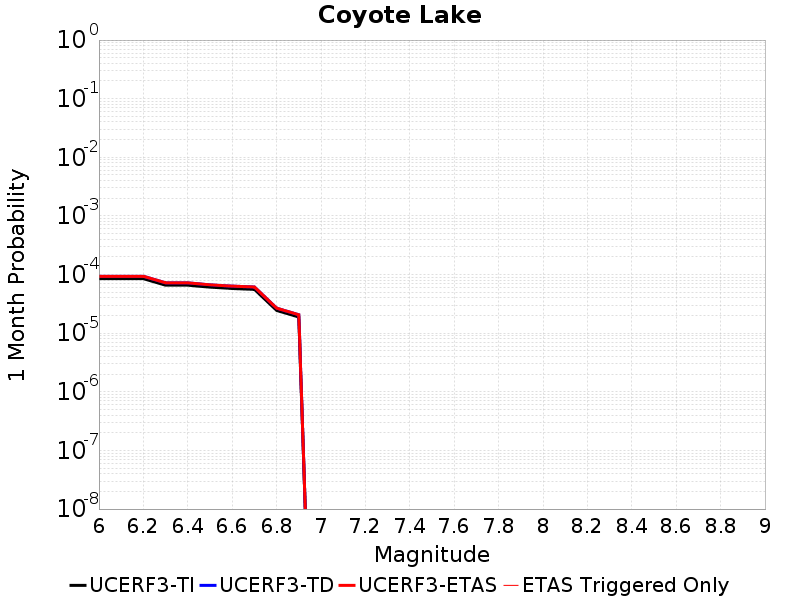 Coyote Lake
1 Month Probability
10^0
10^-1
10^-2
10^-3
10^-4
10^-5
10^-6
10^-7
10^-8
6 6.2 6.4 6.6 6.8 7 7.2 7.4 7.6 7.8 8 8.2 8.4 8.6 8.8 9
Magnitude
UCERF3-TI UCERF3-TD UCERF3-ETAS ETAS Triggered Only